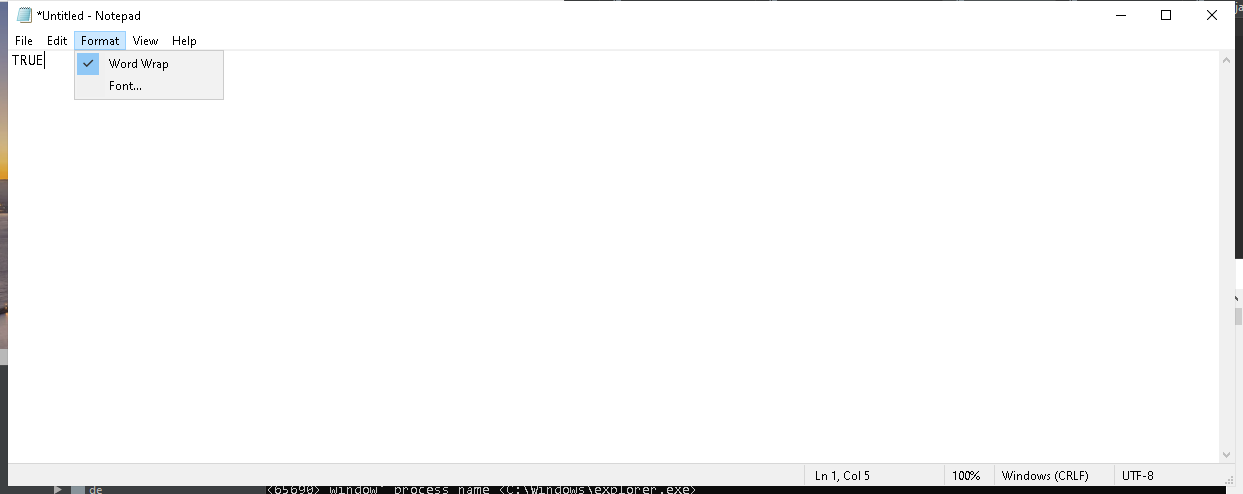 *Untitled - Notepad
File Edit Format View Help
TRUE
Word Wrap
Font...
Ln 1, Col 5 100% Windows (CRLF) UTF-8
de <65690> window' process name <C:\Windows\explorer.exe>